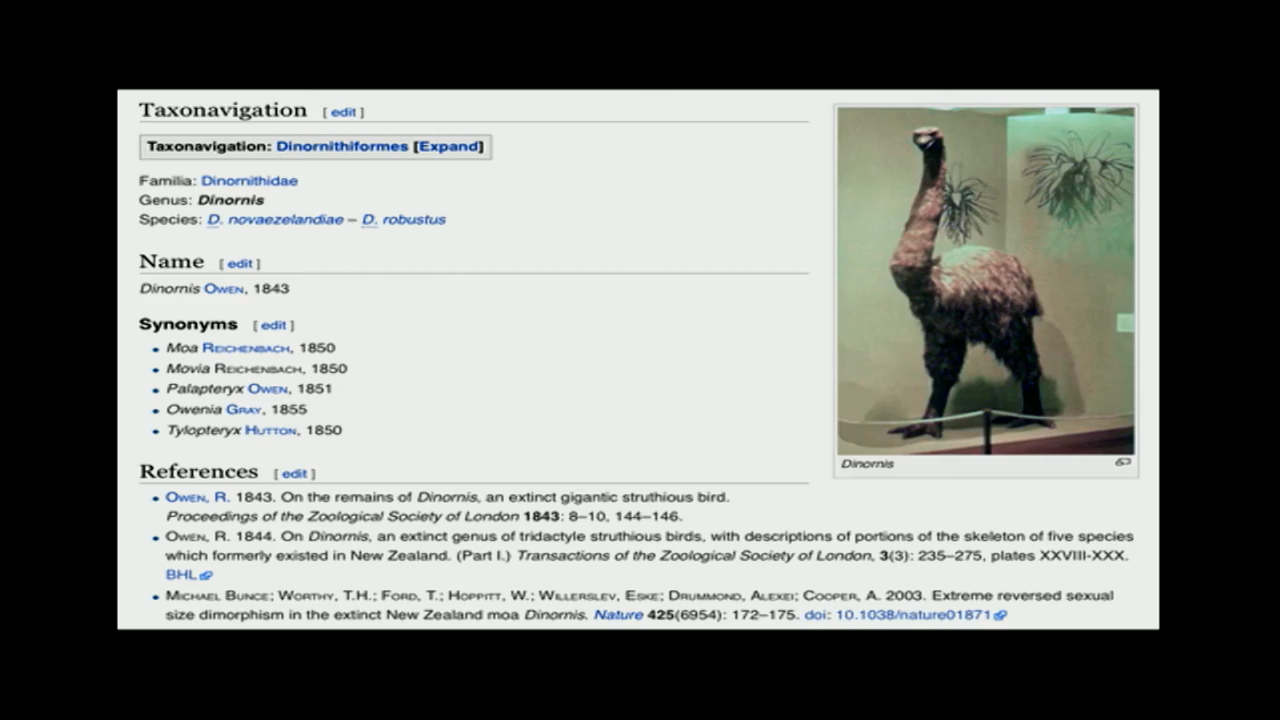 Taxonavigation [ edit ]
Taxonavigation: Dinornithiformes [Expand]
Familia: Dinornithidae
Genus: Dinornis
Species: D. novaezelandiae – D. robustus
Name [ edit ]
Dinornis OWEN, 1843
Synonyms [ edit ]
• Moa REICHENBACH, 1850
• Movia REICHENBACH, 1850
• Palapteryx OWEN, 1851
• Owenia GRAY, 1855
• Tylopteryx HUTTON, 1850
Dinornis
References [ edit ]
• OWEN, R. 1843. On the remains of Dinornis, an extinct gigantic struthious bird.
Proceedings of the Zoological Society of London 1843: 8–10, 144–146.
• OWEN, R. 1844. On Dinornis, an extinct genus of tridactyle struthious birds, with descriptions of portions of the skeleton of five species
which formerly existed in New Zealand. (Part I.) Transactions of the Zoological Society of London, 3(3): 235–275, plates XXVIII-XXX.
BHL
• MICHAEL BUNCE; WORTHY, T.H.; FORD, T.; HOPPITT, W.; WILLERSLEV, ESKE; DRUMMOND, ALEXEI; COOPER, A. 2003. Extreme reversed sexual
size dimorphism in the extinct New Zealand moa Dinornis. Nature 425(6954): 172–175. doi: 10.1038/nature01871